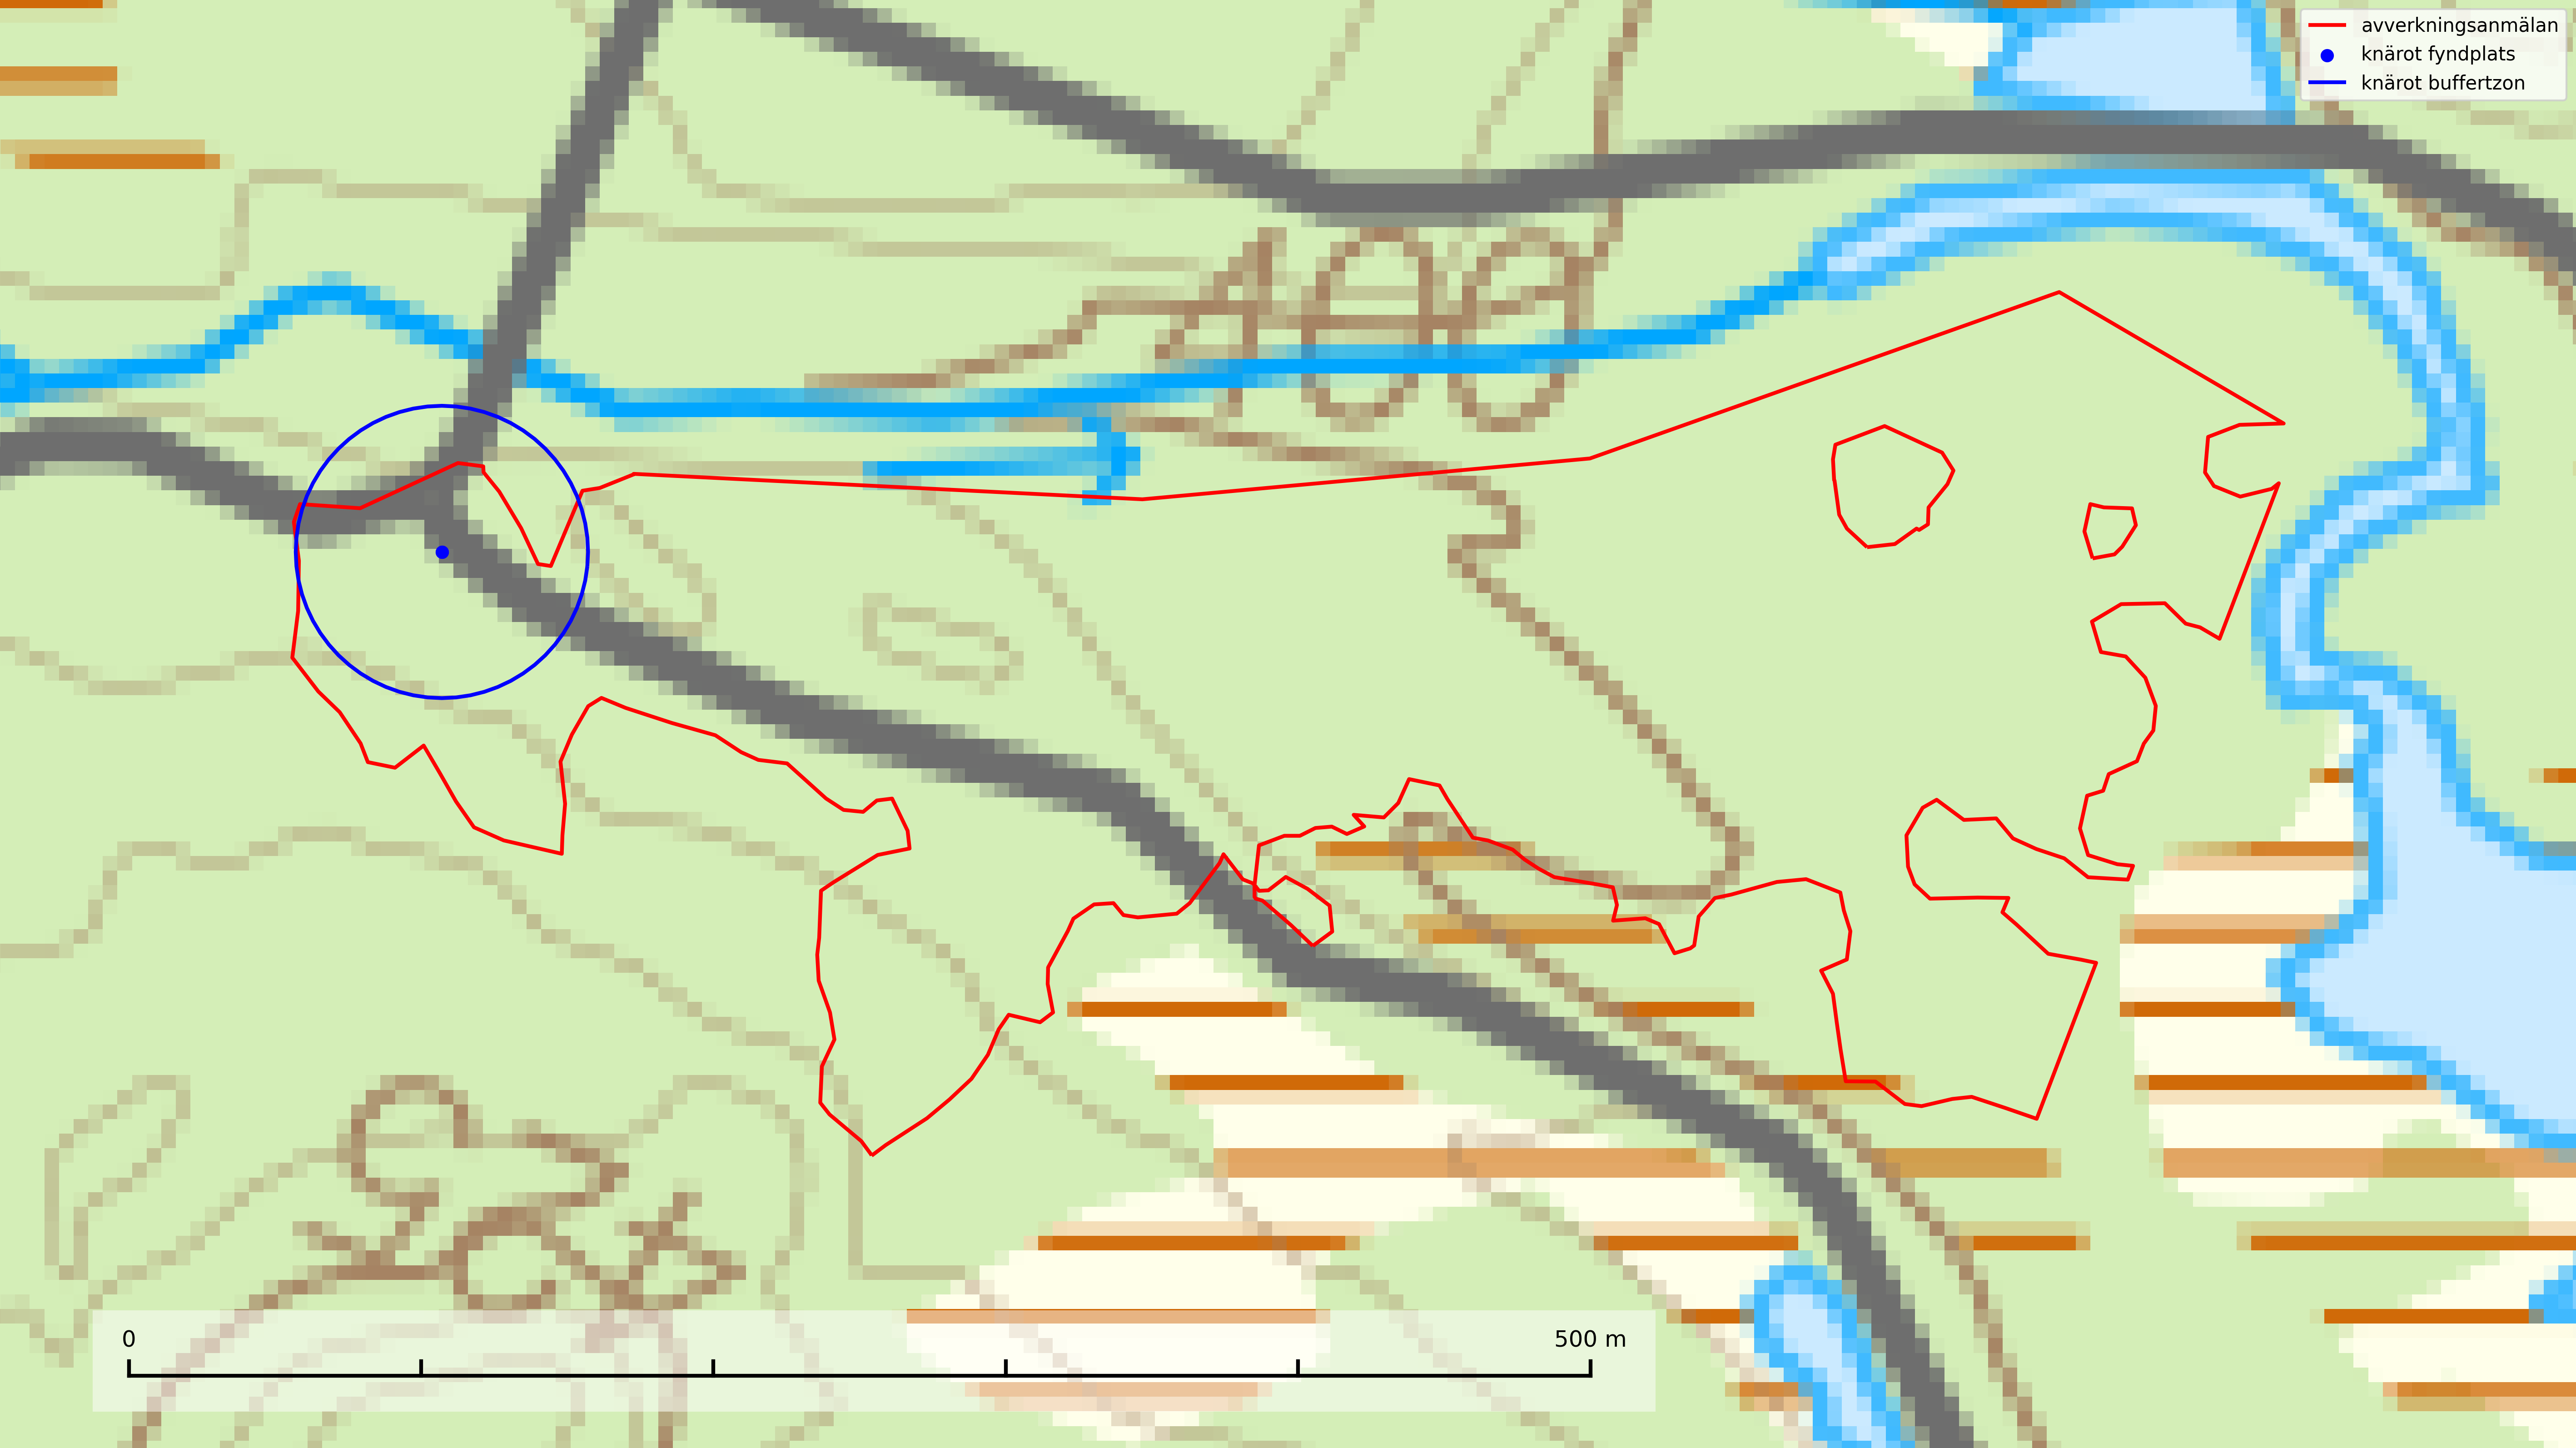 avverkningsanmälan
knärot fyndplats
knärot buffertzon
0 500 m